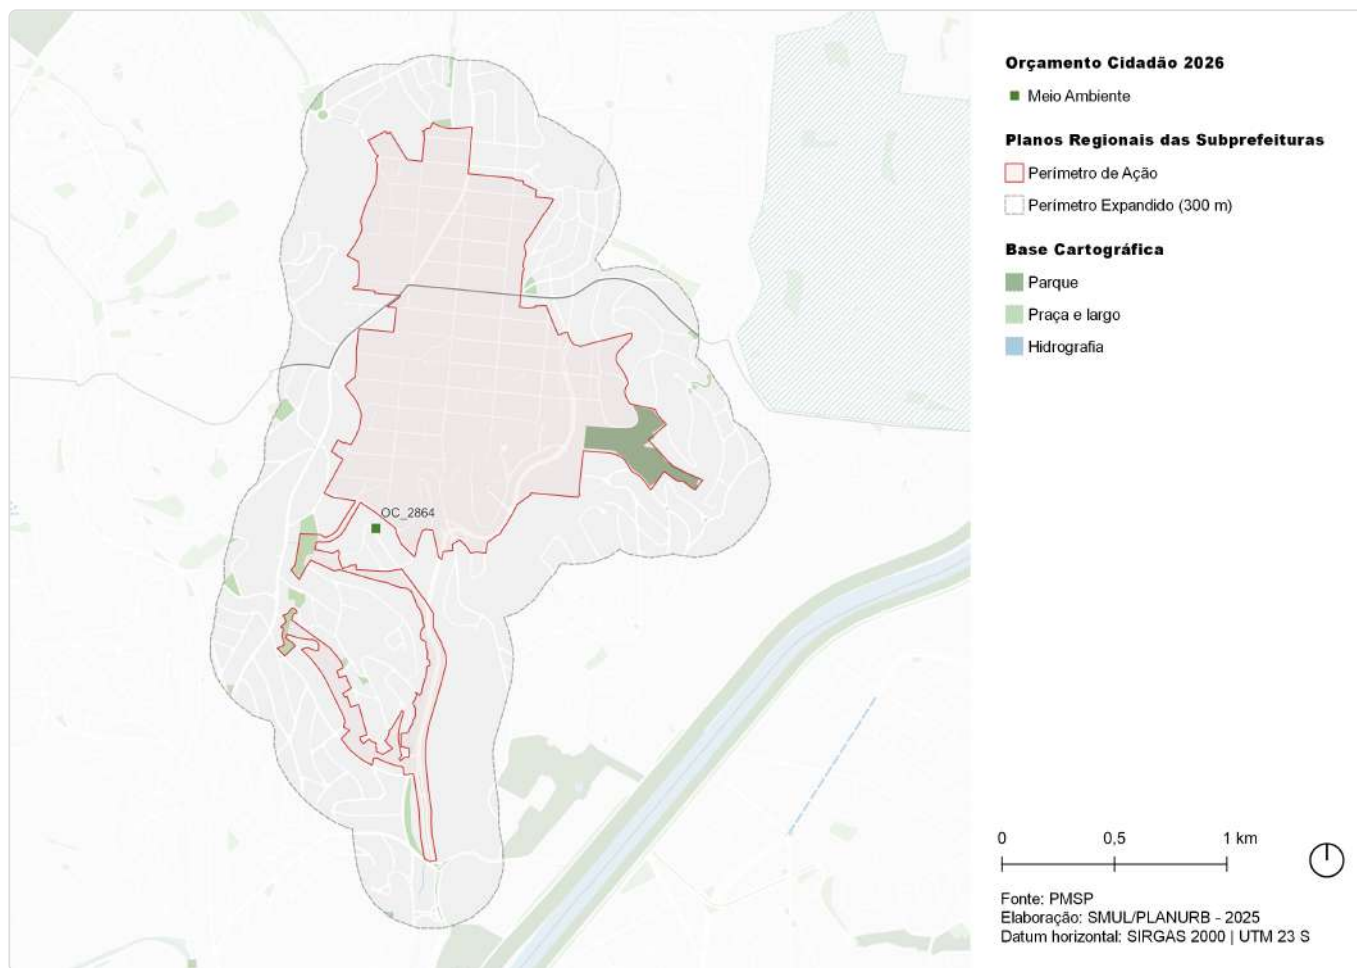 OC_2864
Orçamento Cidadão 2026
Meio Ambiente
Planos Regionais das Subprefeituras
Perímetro de Ação
Perímetro Expandido (300 m)
Base Cartográfica
Parque
Praça e largo
Hidrografia
0 0,5 1 km
Fonte: PMSP
Elaboração: SMUL/PLANURB - 2025
Datum horizontal: SIRGAS 2000 | UTM 23 S